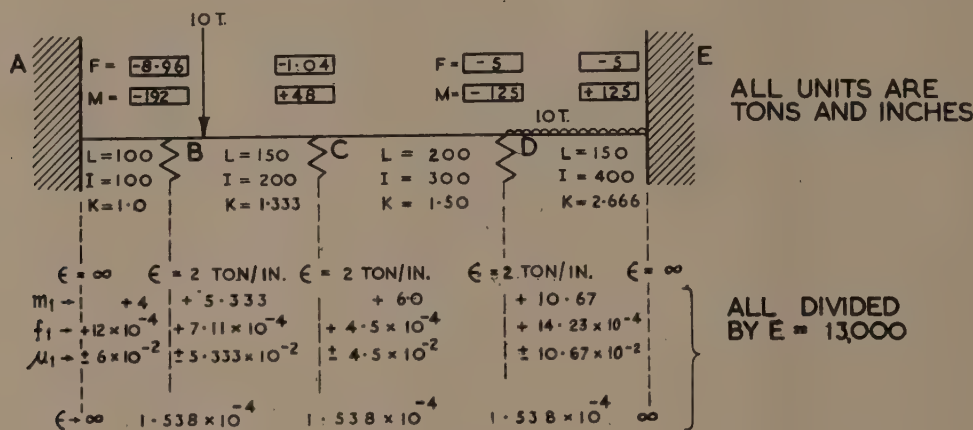 10 T.
A
F = -8·96 -1·04 F = -5 -5
E
M = -192 +48 M = -125 +125
ALL UNITS ARE
TONS AND INCHES
10T.
B C D
L=100 L=150 L = 200 L=150
I=100 I=200 I = 300 I = 400
K=1·0 K=1·333 K = 1·50 K = 2·666
ϵ = ∞ ϵ = 2 TON/IN. ϵ = 2 TON/IN. ϵ = 2 TON/IN. ϵ = ∞
m₁ → +4 +5·333 +6·0 +10·67
f₁ → +12 × 10⁻⁴ +7·11 × 10⁻⁴ +4·5 × 10⁻⁴ +14·23 × 10⁻⁴
μ₁ → ± 6 × 10⁻² ±5·333 × 10⁻² ± 4·5 × 10⁻² ± 10·67 × 10⁻²
ALL DIVIDED
BY E = 13,000
ϵ → ∞ 1·538 × 10⁻⁴ 1·538 × 10⁻⁴ 1·538 × 10⁻⁴ ∞